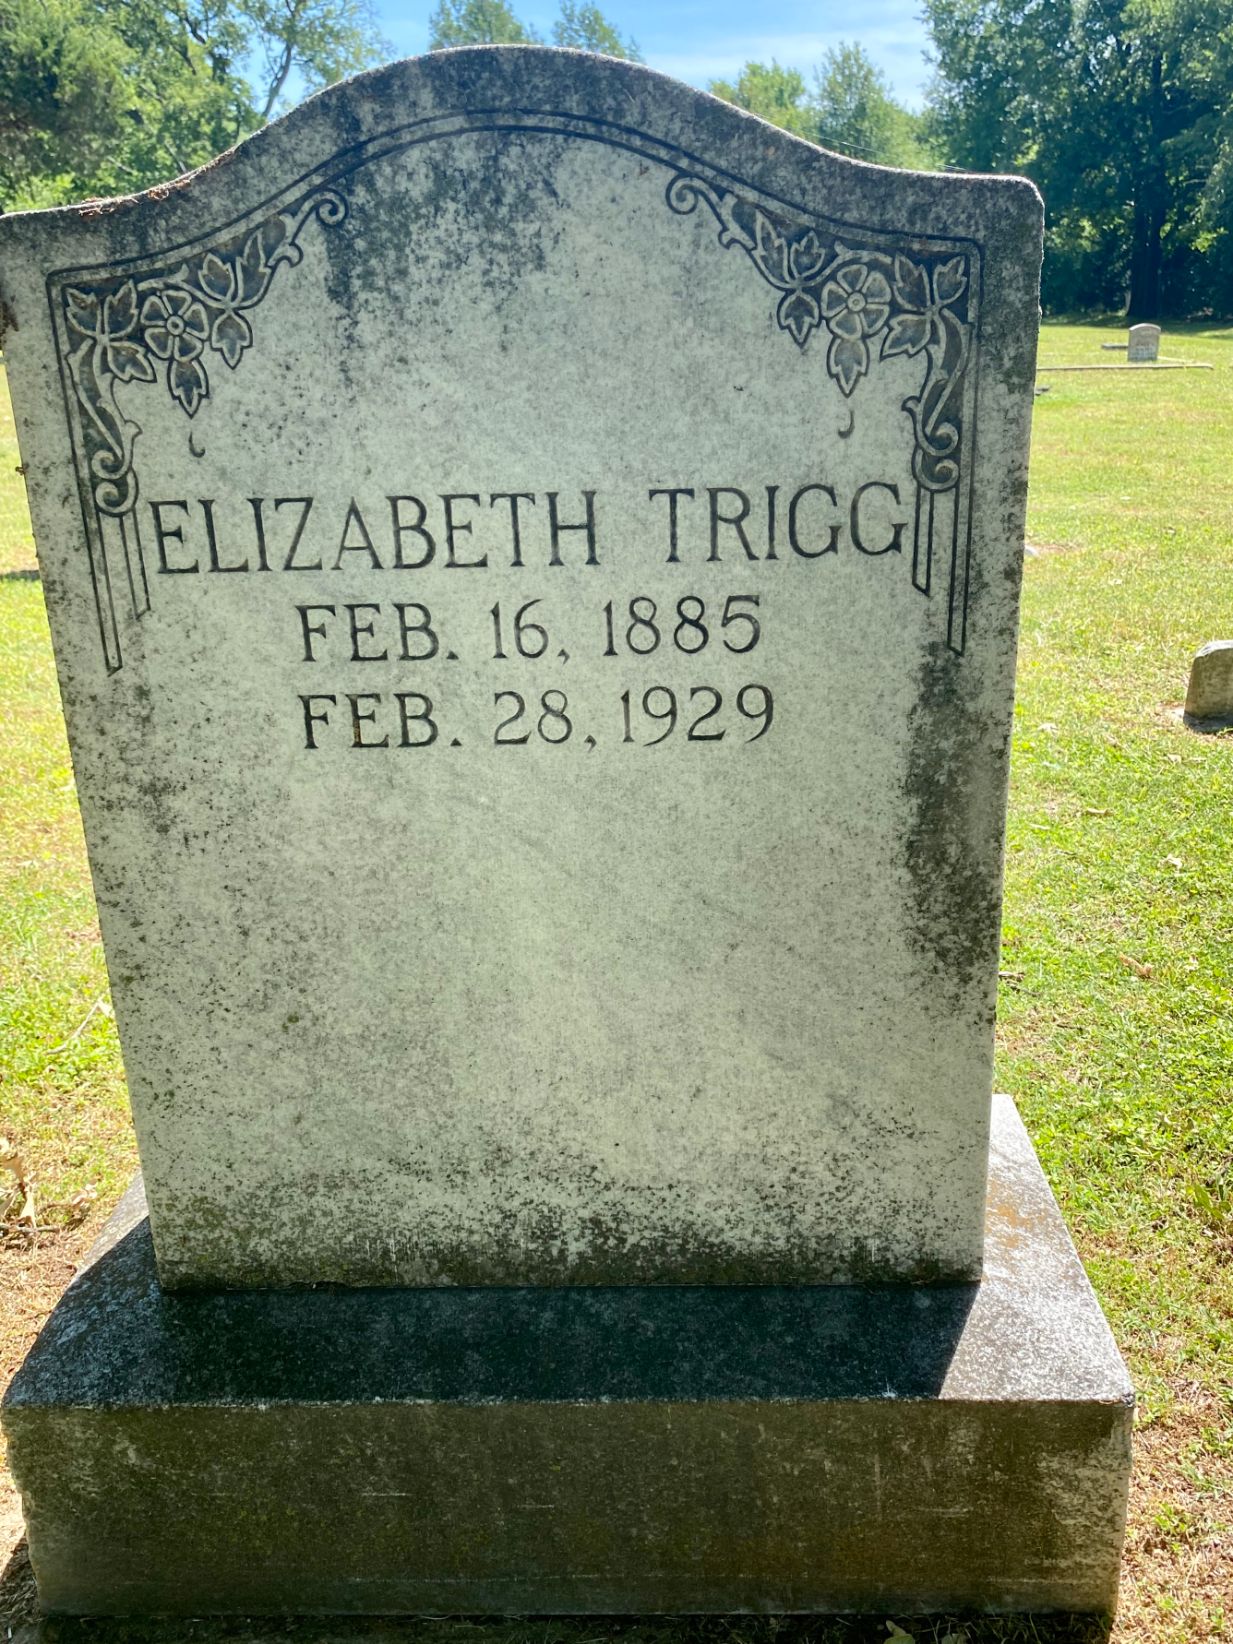 ELIZABETH TRIGG
FEB. 16, 1885
FEB. 28, 1929